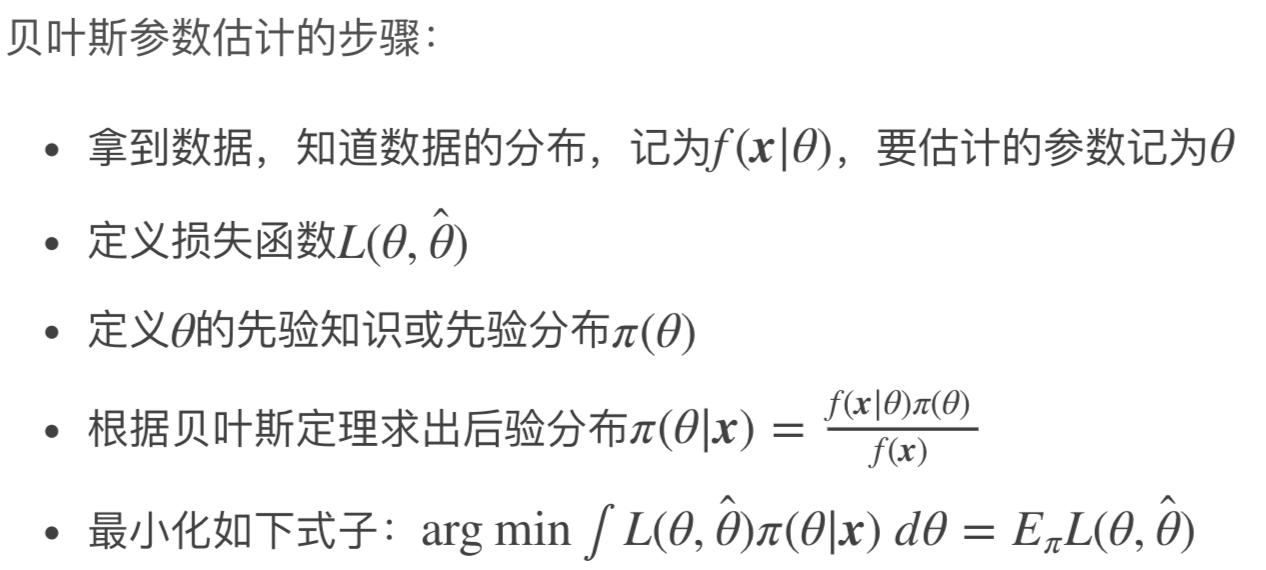 贝叶斯参数估计的步骤：
• 拿到数据，知道数据的分布，记为f(x|θ)，要估计的参数记为θ
• 定义损失函数L(θ, θ̂)
• 定义θ的先验知识或先验分布π(θ)
• 根据贝叶斯定理求出后验分布π(θ|x) = f(x|θ)π(θ) / f(x)
• 最小化如下式子：arg min ∫ L(θ, θ̂)π(θ|x) dθ = E_π L(θ, θ̂)